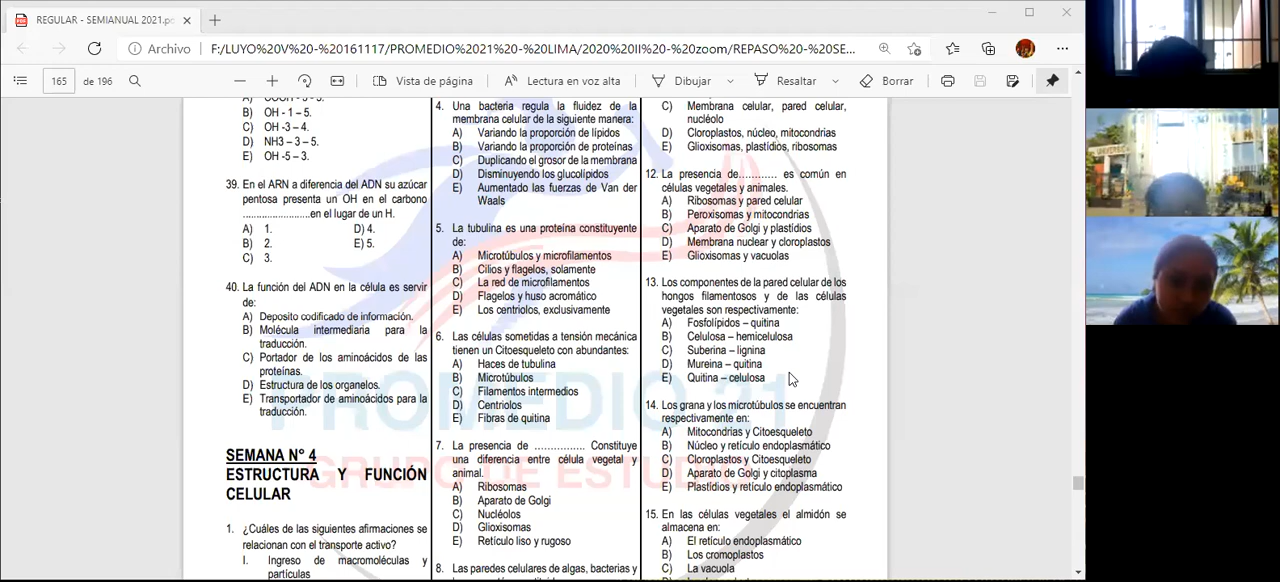 REGULAR - SEMIANUAL 2021.pc
Archivo
F:/LUYO%20V%20-%20161117/PROMEDIO%2021%20-%20LIMA/2020%20II%20-%20zoom/REPASO%20-%20SE...
165 de 196
Vista de página
Lectura en voz alta
Dibujar
Resaltar
Borrar
B) OH - 1 – 5.
C) OH -3 – 4.
D) NH3 – 3 – 5.
E) OH -5 – 3.
39. En el ARN a diferencia del ADN su azúcar
pentosa presenta un OH en el carbono
........................en el lugar de un H.
A) 1. D) 4.
B) 2. E) 5.
C) 3.
40. La función del ADN en la célula es servir
de:
A) Deposito codificado de información.
B) Molécula intermediaria para la
traducción.
C) Portador de los aminoácidos de las
proteínas.
D) Estructura de los organelos.
E) Transportador de aminoácidos para la
traducción.
SEMANA N° 4
ESTRUCTURA Y FUNCIÓN
CELULAR
1. ¿Cuáles de las siguientes afirmaciones se
relacionan con el transporte activo?
I. Ingreso de macromoléculas y
partículas
4. Una bacteria regula la fluidez de la
membrana celular de la siguiente manera:
A) Variando la proporción de lípidos
B) Variando la proporción de proteínas
C) Duplicando el grosor de la membrana
D) Disminuyendo los glucolípidos
E) Aumentado las fuerzas de Van der
Waals
5. La tubulina es una proteína constituyente
de:
A) Microtúbulos y microfilamentos
B) Cilios y flagelos, solamente
C) La red de microfilamentos
D) Flagelos y huso acromático
E) Los centriolos, exclusivamente
6. Las células sometidas a tensión mecánica
tienen un Citoesqueleto con abundantes:
A) Haces de tubulina
B) Microtúbulos
C) Filamentos intermedios
D) Centriolos
E) Fibras de quitina
7. La presencia de ................ Constituye
una diferencia entre célula vegetal y
animal.
A) Ribosomas
B) Aparato de Golgi
C) Nucléolos
D) Glioxisomas
E) Retículo liso y rugoso
8. Las paredes celulares de algas, bacterias y
C) Membrana celular, pared celular,
nucléolo
D) Cloroplastos, núcleo, mitocondrias
E) Glioxisomas, plastídios, ribosomas
12. La presencia de............ es común en
células vegetales y animales.
A) Ribosomas y pared celular
B) Peroxisomas y mitocondrias
C) Aparato de Golgi y plastídios
D) Membrana nuclear y cloroplastos
E) Glioxisomas y vacuolas
13. Los componentes de la pared celular de los
hongos filamentosos y de las células
vegetales son respectivamente:
A) Fosfolípidos – quitina
B) Celulosa – hemicelulosa
C) Suberina – lignina
D) Mureina – quitina
E) Quitina – celulosa
14. Los grana y los microtúbulos se encuentran
respectivamente en:
A) Mitocondrias y Citoesqueleto
B) Núcleo y retículo endoplasmático
C) Cloroplastos y Citoesqueleto
D) Aparato de Golgi y citoplasma
E) Plastídios y retículo endoplasmático
15. En las células vegetales el almidón se
almacena en:
A) El retículo endoplasmático
B) Los cromoplastos
C) La vacuola
PROMEDIO 21
GRUPO DE ESTUDIO